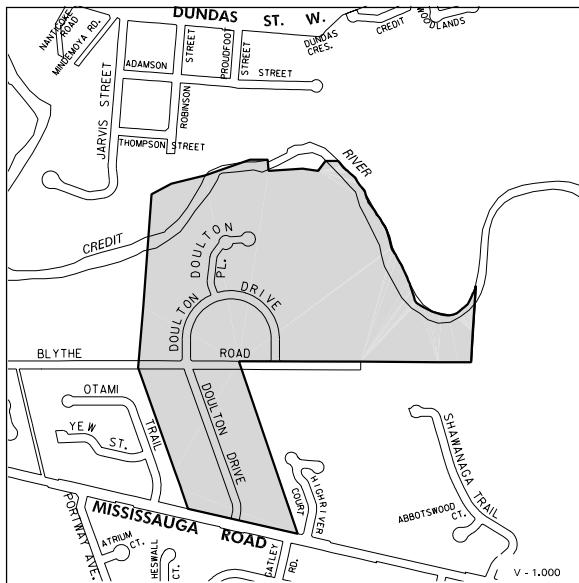 DUNDAS ST. W.
NANTICOKE
ROAD
MINDEMOYA RD.
STREET
PROUDFOOT
STREET
DUNDAS
CRES.
CREDIT
WOODLANDS
ADAMSON
STREET
JARVIS STREET
ROBINSON
THOMPSON STREET
RIVER
CREDIT
DOULTON
PL.
DOULTON
DRIVE
BLYTHE
ROAD
OTAMI
TRAIL
DOULTON DRIVE
YEW
ST.
SHAWANAGA TRAIL
ABBOTSWOOD
CT.
HIGHRIVER
COURT
MISSISSAUGA ROAD
PORTWAY AVE.
ATRIUM
CT.
HESWALL
CT.
GATLEY
RD.
V - 1.000